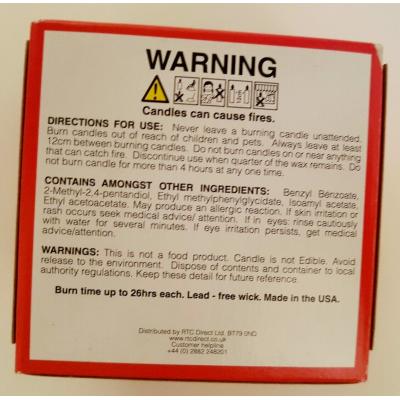 WARNING
Candles can cause fires.
DIRECTIONS FOR USE: Never leave a burning candle unattended.
Burn candles out of reach of children and pets. Always leave at least
12cm between burning candles. Do not burn candles on or near anything
that can catch fire. Discontinue use when quarter of the wax remains. Do
not burn candle for more than 4 hours at any one time.
CONTAINS AMONGST OTHER INGREDIENTS: Benzyl Benzoate,
2-Methyl-2,4-pentandiol, Ethyl methylphenylglycidate, Isoamyl acetate,
Ethyl acetoacetate. May produce an allergic reaction. If skin irritation or
rash occurs seek medical advice/ attention. If in eyes: rinse cautiously
with water for several minutes. If eye irritation persists, get medical
advice/attention.
WARNINGS: This is not a food product. Candle is not Edible. Avoid
release to the environment. Dispose of contents and container to local
authority regulations. Keep these detail for future reference.
Burn time up to 26hrs each. Lead - free wick. Made in the USA.
Distributed by RTC Direct Ltd. BT79 0ND
www.rtcdirect.co.uk
Customer helpline
+44 (0) 2882 248201